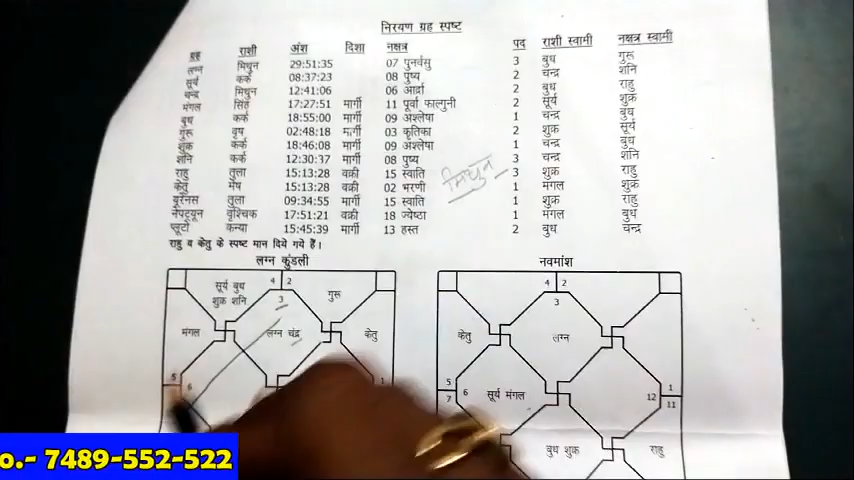 निरयण ग्रह स्पष्ट
ग्रह राशी अंश दिशा नक्षत्र पद राशी स्वामी नक्षत्र स्वामी
लग्न मिथुन 29:51:35 07 पुनर्वसु 3 बुध गुरू
सूर्य कर्क 08:37:23 08 पुष्य 2 चन्द्र शनि
चन्द्र मिथुन 12:41:06 06 आर्द्रा 2 बुध राहु
मंगल सिंह 17:27:51 मार्गी 11 पूर्वा फाल्गुनी 2 सूर्य शुक्र
बुध कर्क 18:55:00 मार्गी 09 अश्लेषा 1 चन्द्र बुध
गुरू वृष 02:48:18 मार्गी 03 कृतिका 2 शुक्र सूर्य
शुक्र कर्क 18:46:08 मार्गी 09 अश्लेषा 1 चन्द्र बुध
शनि कर्क 12:30:37 मार्गी 08 पुष्य 3 चन्द्र शनि
राहु तुला 15:13:28 वक्री 15 स्वाति 3 शुक्र राहु
केतु मेष 15:13:28 वक्री 02 भरणी 1 मंगल शुक्र
यूरेनस तुला 09:34:55 मार्गी 15 स्वाति 1 शुक्र राहु
नेपट्यून वृश्चिक 17:51:21 वक्री 18 ज्येष्ठा 1 मंगल बुध
प्लूटो कन्या 15:45:39 मार्गी 13 हस्त 2 बुध चन्द्र
मिथुन
राहु व केतु के स्पष्ट मान दिये गये हैं।
लग्न कुंडली नवमांश
सूर्य बुध 4 2 4 2
शुक्र शनि 3 गुरू 3
मंगल लग्न चंद्र केतु केतु लग्न
5 6 1 5 6 सूर्य मंगल 12 1
7 11
बुध शुक्र राहु
o.- 7489-552-522